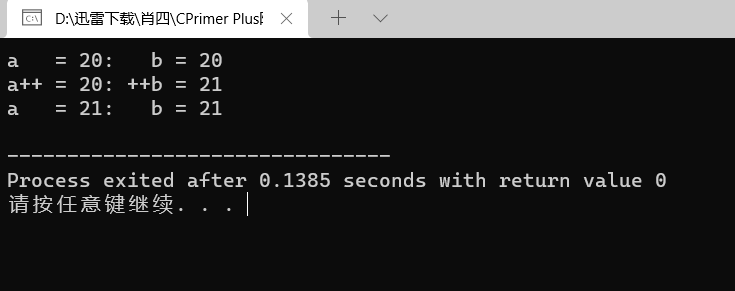 D:\迅雷下载\肖四\CPrimer Plus
a   = 20:   b = 20
a++ = 20: ++b = 21
a   = 21:   b = 21
--------------------------------
Process exited after 0.1385 seconds with return value 0
请按任意键继续. . .